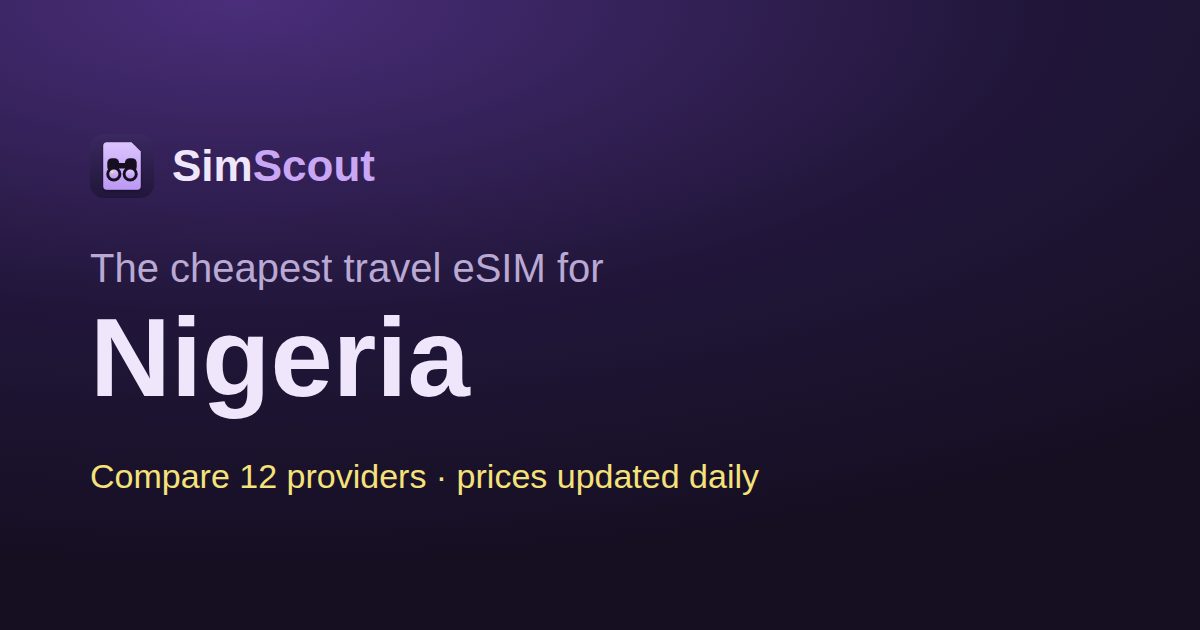 SimScout
The cheapest travel eSIM for
Nigeria
Compare 12 providers · prices updated daily